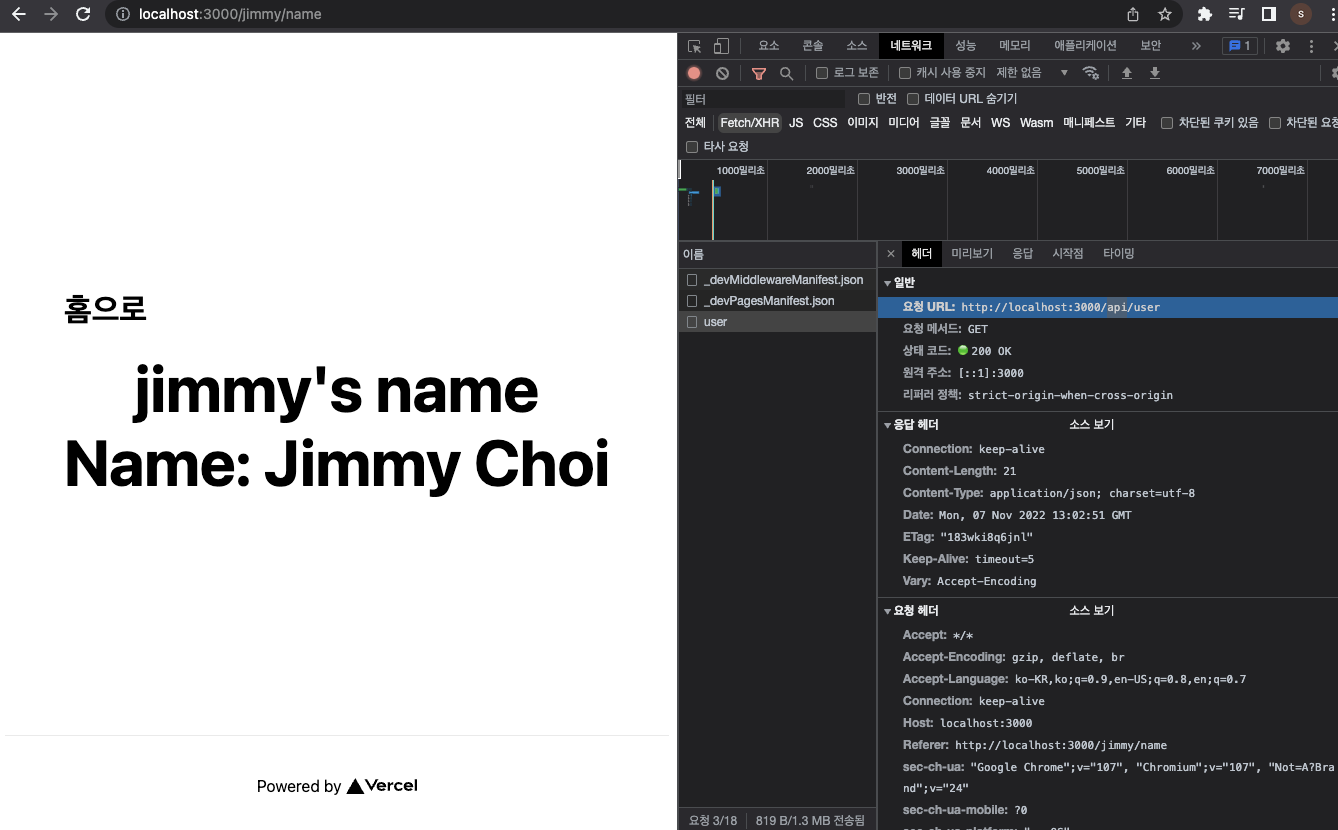 localhost:3000/jimmy/name
S
홈으로
jimmy's name
Name: Jimmy Choi
Powered by Vercel
요소 콘솔 소스 네트워크 성능 메모리 애플리케이션 보안 » 1
로그 보존 캐시 사용 중지 제한 없음
필터 반전 데이터 URL 숨기기
전체 Fetch/XHR JS CSS 이미지 미디어 글꼴 문서 WS Wasm 매니페스트 기타 차단된 쿠키 있음 차단된 요청
타사 요청
1000밀리초 2000밀리초 3000밀리초 4000밀리초 5000밀리초 6000밀리초 7000밀리초
이름
_devMiddlewareManifest.json
_devPagesManifest.json
user
요청 3/18 819 B/1.3 MB 전송됨
× 헤더 미리보기 응답 시작점 타이밍
일반
요청 URL: http://localhost:3000/api/user
요청 메서드: GET
상태 코드: 200 OK
원격 주소: [::1]:3000
리퍼러 정책: strict-origin-when-cross-origin
응답 헤더 소스 보기
Connection: keep-alive
Content-Length: 21
Content-Type: application/json; charset=utf-8
Date: Mon, 07 Nov 2022 13:02:51 GMT
ETag: "183wki8q6jnl"
Keep-Alive: timeout=5
Vary: Accept-Encoding
요청 헤더 소스 보기
Accept: */*
Accept-Encoding: gzip, deflate, br
Accept-Language: ko-KR,ko;q=0.9,en-US;q=0.8,en;q=0.7
Connection: keep-alive
Host: localhost:3000
Referer: http://localhost:3000/jimmy/name
sec-ch-ua: "Google Chrome";v="107", "Chromium";v="107", "Not=A?Bra
nd";v="24"
sec-ch-ua-mobile: ?0